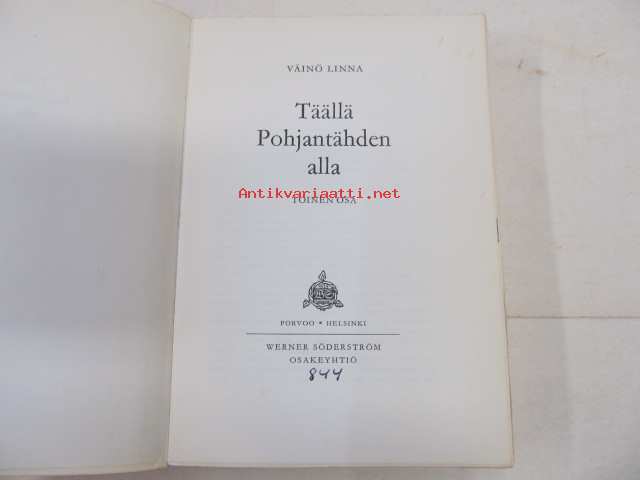 VÄINÖ LINNA
Täällä
Pohjantähden
alla
Antikvariaatti.net
TOINEN OSA
PORVOO • HELSINKI
WERNER SÖDERSTRÖM
OSAKEYHTIÖ
844